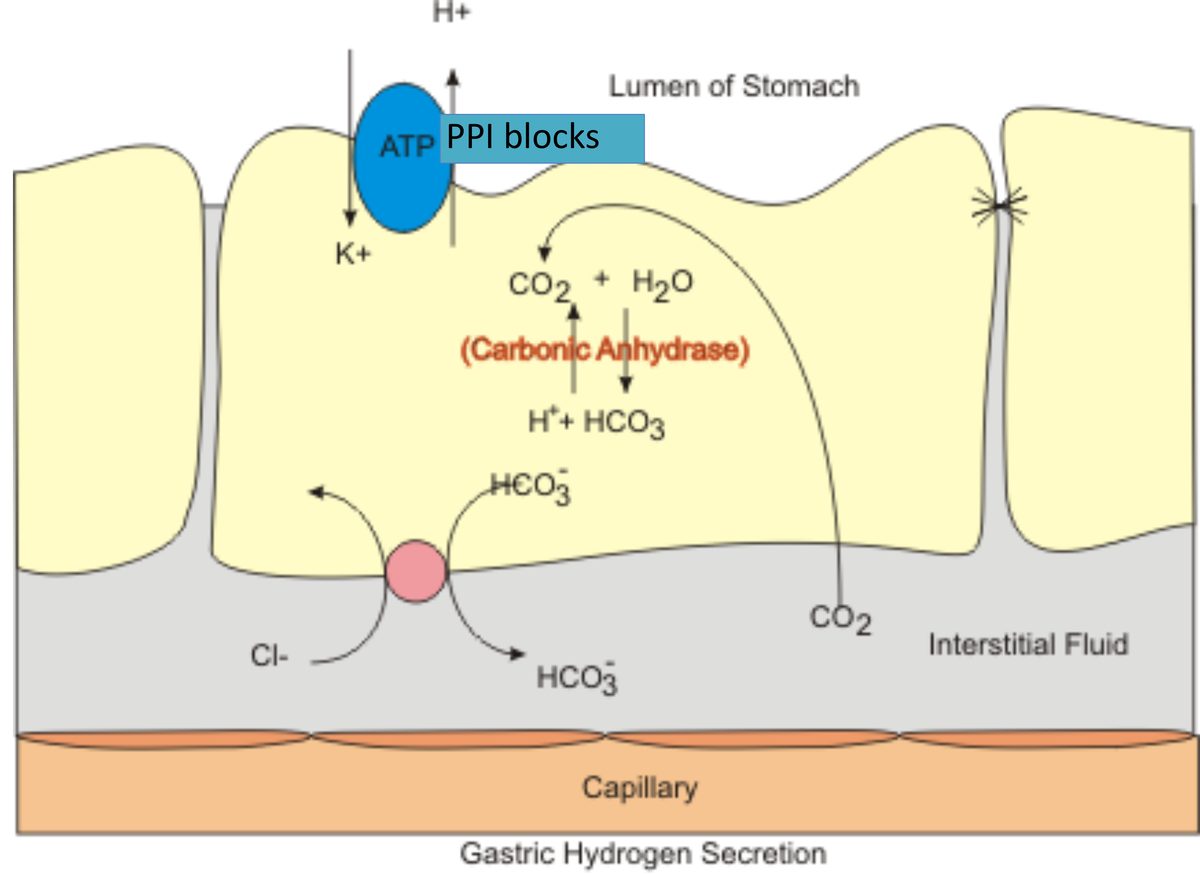 H+
Lumen of Stomach
ATP
PPI blocks
K+
CO2 + H2O
(Carbonic Anhydrase)
H++ HCO3
HCO3-
Cl-
HCO3-
CO2
Interstitial Fluid
Capillary
Gastric Hydrogen Secretion